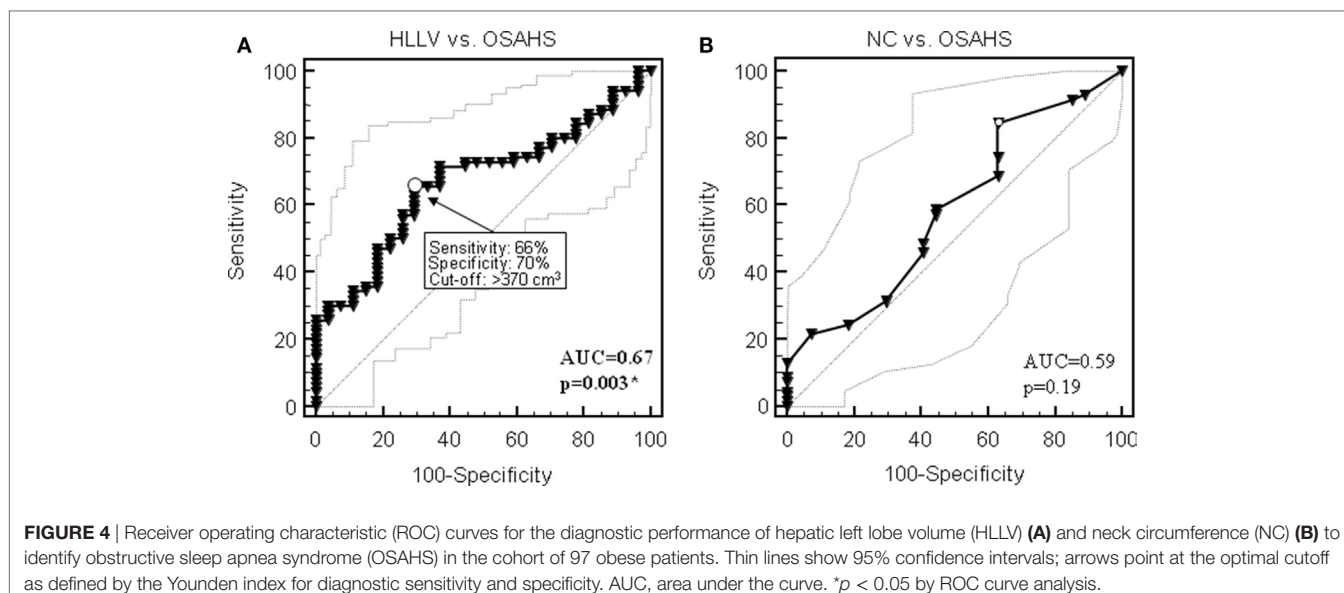 A HLLV vs. OSAHS
100
80
60
40
20
0
Sensitivity
Sensitivity: 66%
Specificity: 70%
Cut-off: >370 cm³
AUC=0.67
p=0.003*
0 20 40 60 80 100
100-Specificity
B NC vs. OSAHS
100
80
60
40
20
0
Sensitivity
AUC=0.59
p=0.19
0 20 40 60 80 100
100-Specificity
FIGURE 4 | Receiver operating characteristic (ROC) curves for the diagnostic performance of hepatic left lobe volume (HLLV) (A) and neck circumference (NC) (B) to
identify obstructive sleep apnea syndrome (OSAHS) in the cohort of 97 obese patients. Thin lines show 95% confidence intervals; arrows point at the optimal cutoff
as defined by the Younden index for diagnostic sensitivity and specificity. AUC, area under the curve. *p < 0.05 by ROC curve analysis.